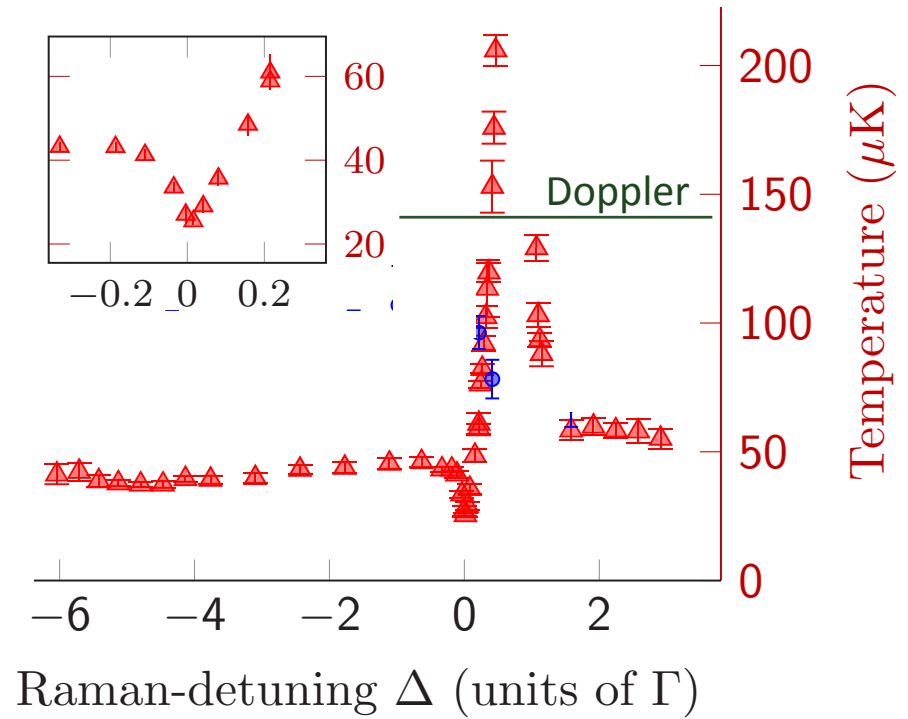 60
40
20
−0.2 0 0.2
Doppler
200
150
100
50
0
Temperature (μK)
−6 −4 −2 0 2
Raman-detuning Δ (units of Γ)